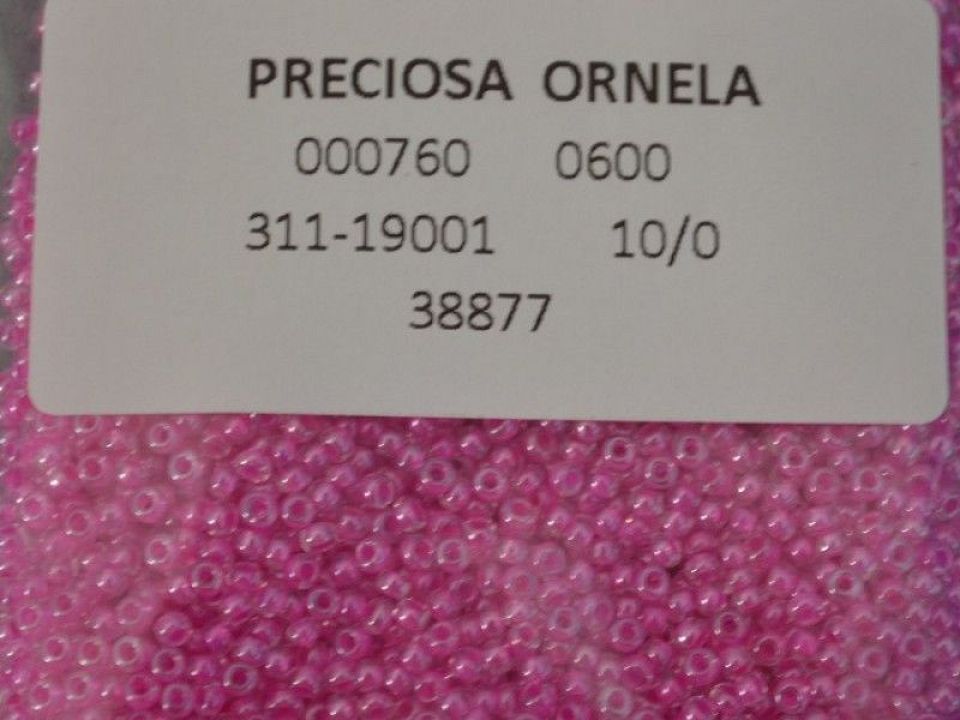 PRECIOSA ORNELA
000760 0600
311-19001 10/0
38877